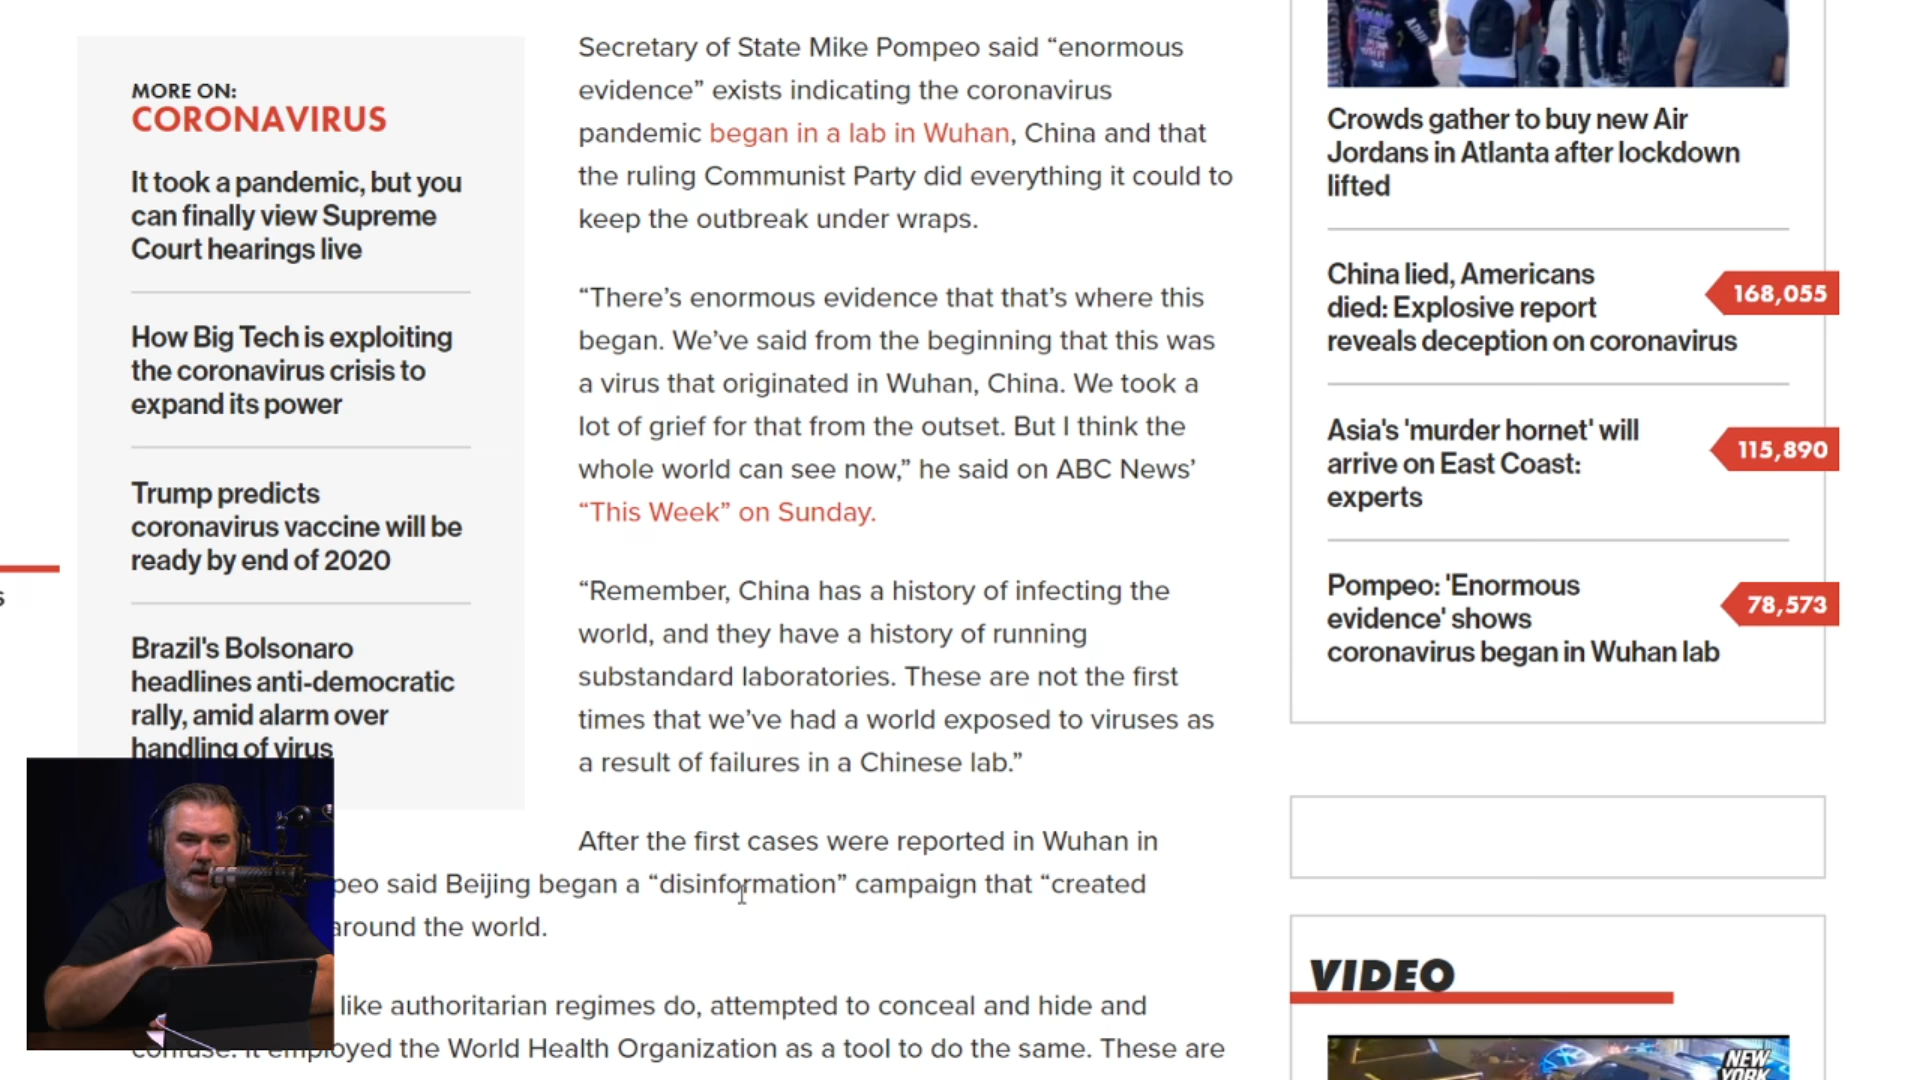 MORE ON:
CORONAVIRUS
It took a pandemic, but you
can finally view Supreme
Court hearings live
How Big Tech is exploiting
the coronavirus crisis to
expand its power
Trump predicts
coronavirus vaccine will be
ready by end of 2020
Brazil's Bolsonaro
headlines anti-democratic
rally, amid alarm over
handling of virus
s
Secretary of State Mike Pompeo said “enormous
evidence” exists indicating the coronavirus
pandemic began in a lab in Wuhan, China and that
the ruling Communist Party did everything it could to
keep the outbreak under wraps.
“There’s enormous evidence that that’s where this
began. We’ve said from the beginning that this was
a virus that originated in Wuhan, China. We took a
lot of grief for that from the outset. But I think the
whole world can see now,” he said on ABC News’
“This Week” on Sunday.
“Remember, China has a history of infecting the
world, and they have a history of running
substandard laboratories. These are not the first
times that we’ve had a world exposed to viruses as
a result of failures in a Chinese lab.”
After the first cases were reported in Wuhan in
peo said Beijing began a “disinformation” campaign that “created
around the world.
like authoritarian regimes do, attempted to conceal and hide and
confuse. It employed the World Health Organization as a tool to do the same. These are
Crowds gather to buy new Air
Jordans in Atlanta after lockdown
lifted
China lied, Americans
died: Explosive report
reveals deception on coronavirus
168,055
Asia's 'murder hornet' will
arrive on East Coast:
experts
115,890
Pompeo: 'Enormous
evidence' shows
coronavirus began in Wuhan lab
78,573
VIDEO
NEW
YORK